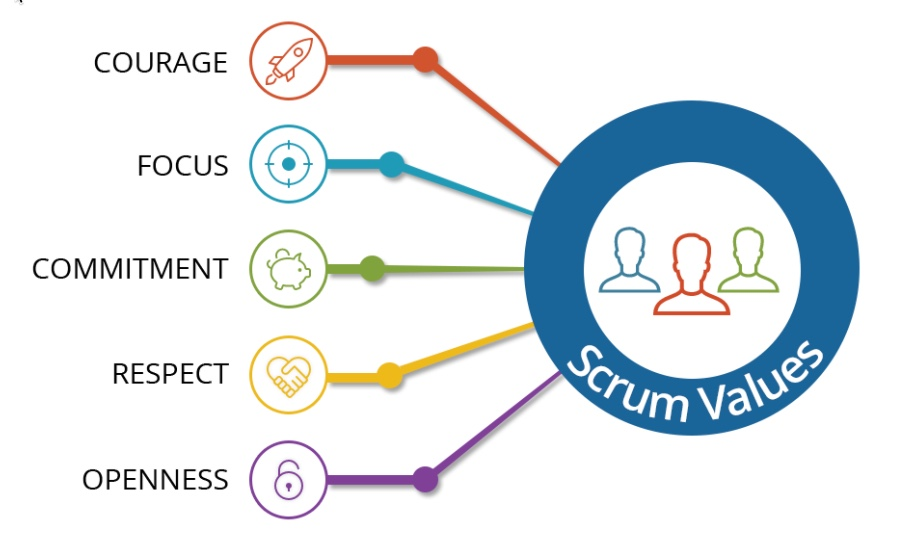 COURAGE
FOCUS
COMMITMENT
RESPECT
OPENNESS
Scrum Values